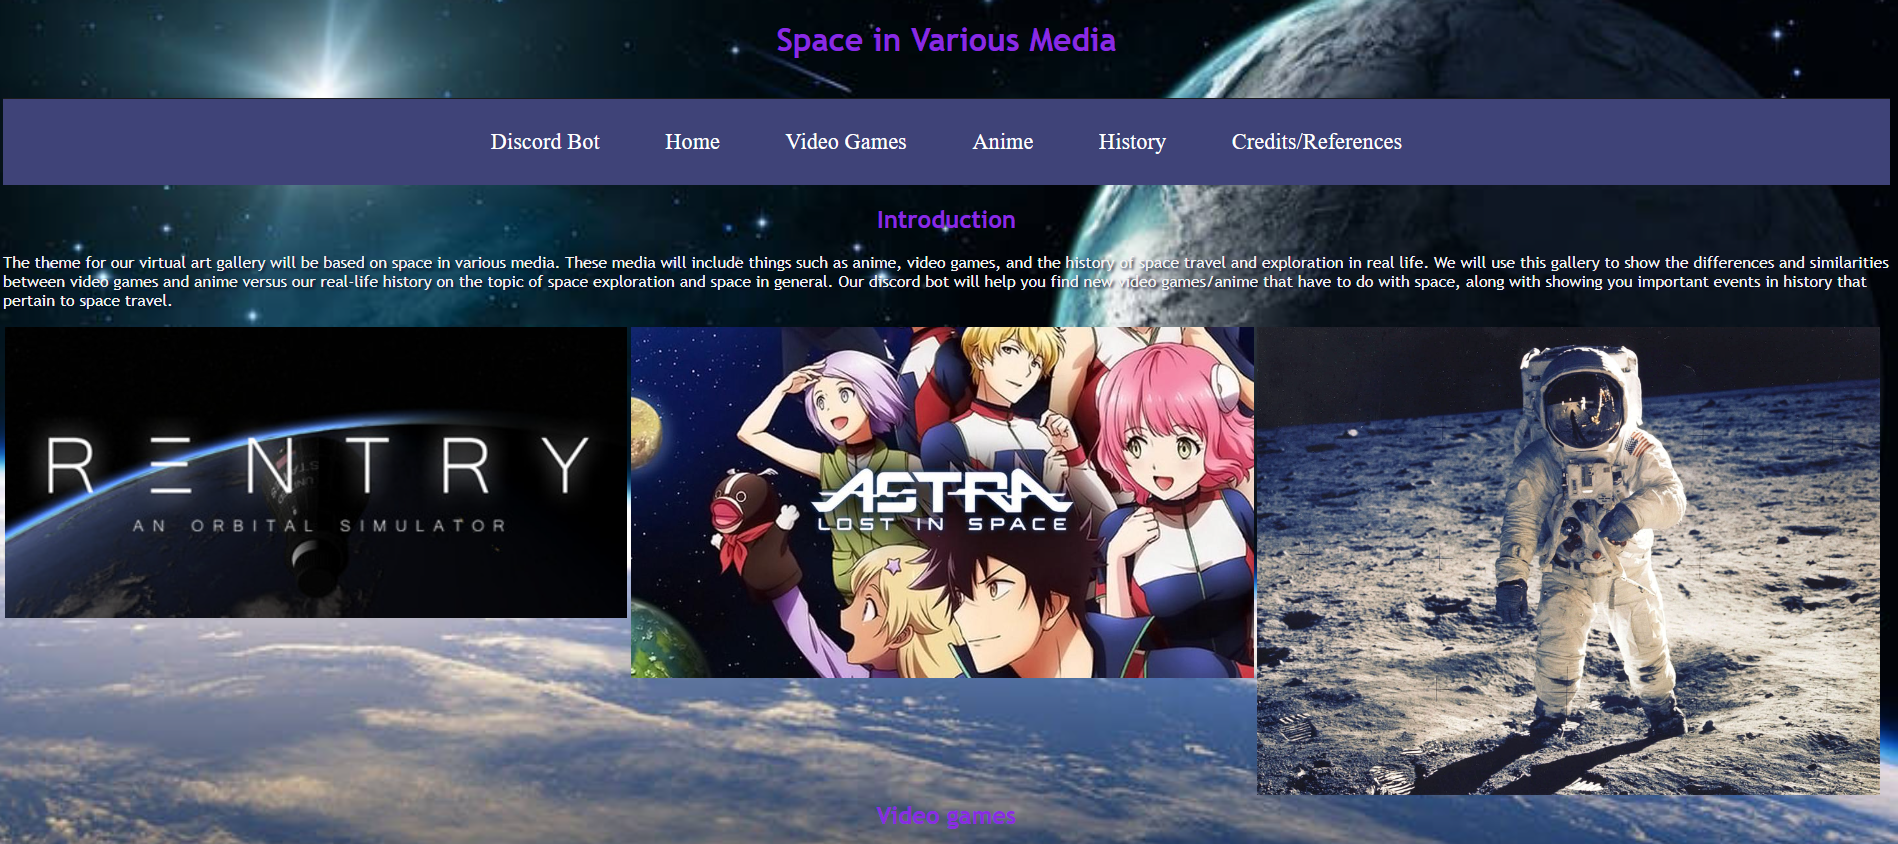 Space in Various Media
Discord Bot Home Video Games Anime History Credits/References
Introduction
The theme for our virtual art gallery will be based on space in various media. These media will include things such as anime, video games, and the history of space travel and exploration in real life. We will use this gallery to show the differences and similarities
between video games and anime versus our real-life history on the topic of space exploration and space in general. Our discord bot will help you find new video games/anime that have to do with space, along with showing you important events in history that
pertain to space travel.
RENTRY
AN ORBITAL SIMULATOR
ASTRA
LOST IN SPACE
Video games